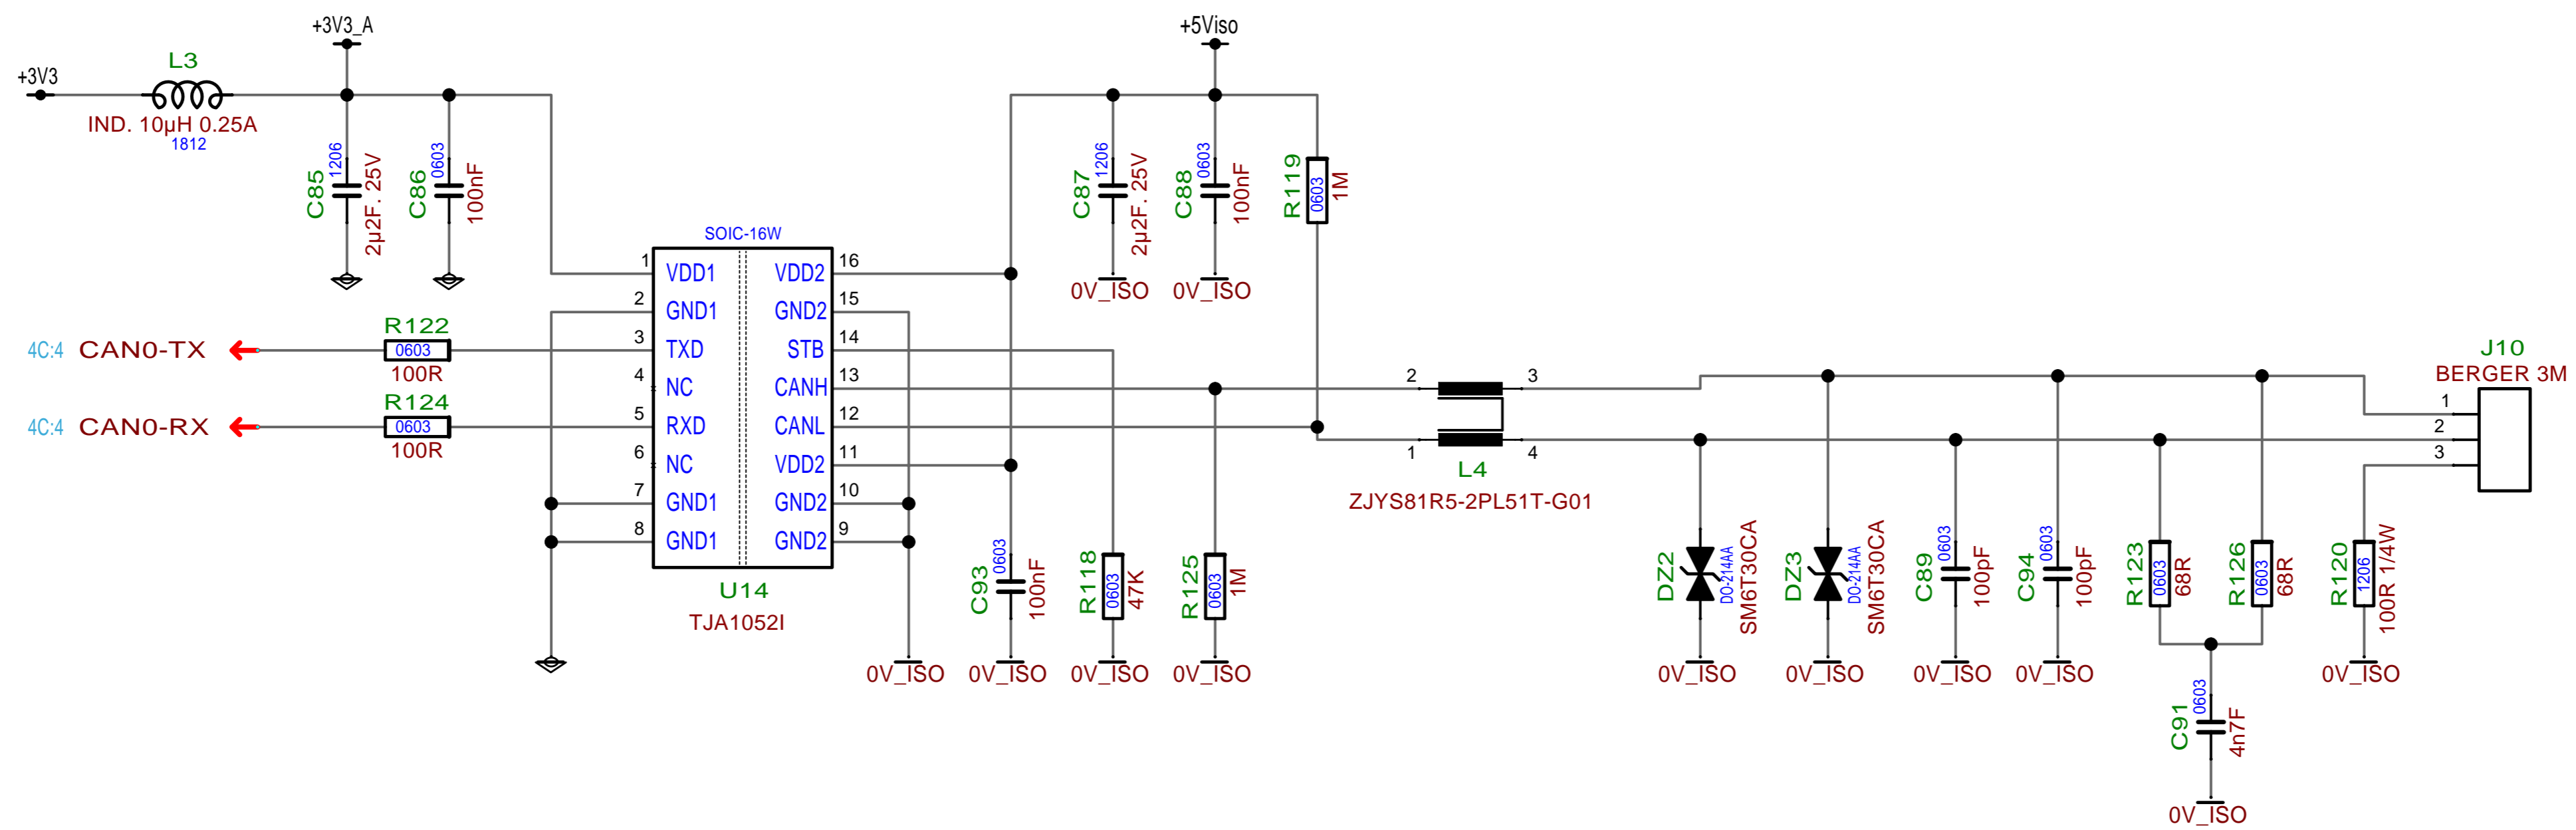 +3V3_A
+5Viso
L3
+3V3
IND. 10µH 0.25A
1812
C85
1206
2µ2F. 25V
C86
0603
100nF
C87
1206
2µ2F. 25V
C88
0603
100nF
R119
0603
1M
SOIC-16W
1 VDD1 VDD2 16
2 GND1 GND2 15
3 TXD STB 14
4 NC CANH 13
5 RXD CANL 12
6 NC VDD2 11
7 GND1 GND2 10
8 GND1 GND2 9
U14
TJA1052I
0V_ISO
0V_ISO
4C:4 CAN0-TX
R122
0603
100R
4C:4 CAN0-RX
R124
0603
100R
2 3
1 4
L4
ZJYS81R5-2PL51T-G01
J10
BERGER 3M
1
2
3
C93
0603
100nF
R118
0603
47K
R125
0603
1M
DZ2
DO-214AA
SM6T30CA
DZ3
DO-214AA
SM6T30CA
C89
0603
100pF
C94
0603
100pF
R123
0603
68R
R126
0603
68R
R120
1206
100R 1/4W
0V_ISO
0V_ISO
0V_ISO
0V_ISO
0V_ISO
0V_ISO
0V_ISO
0V_ISO
0V_ISO
C91
0603
4n7F
0V_ISO